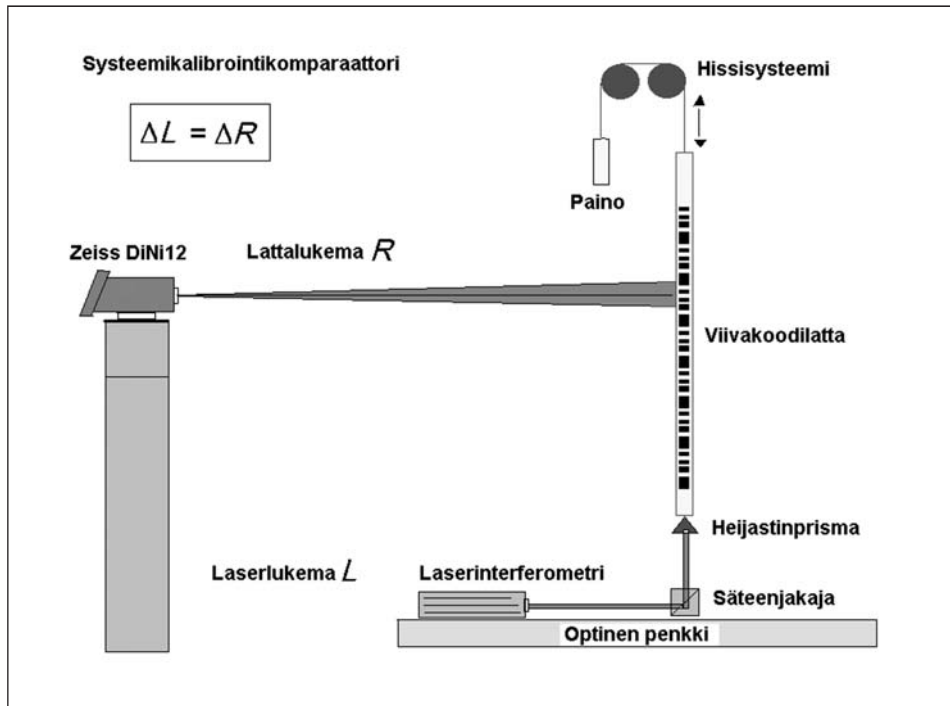 Systeemikalibrointikomparaattori
Hissisysteemi
ΔL = ΔR
Paino
Zeiss DiNi12
Lattalukema R
Viivakoodilatta
Heijastinprisma
Laserlukema L
Laserinterferometri
Säteenjakaja
Optinen penkki